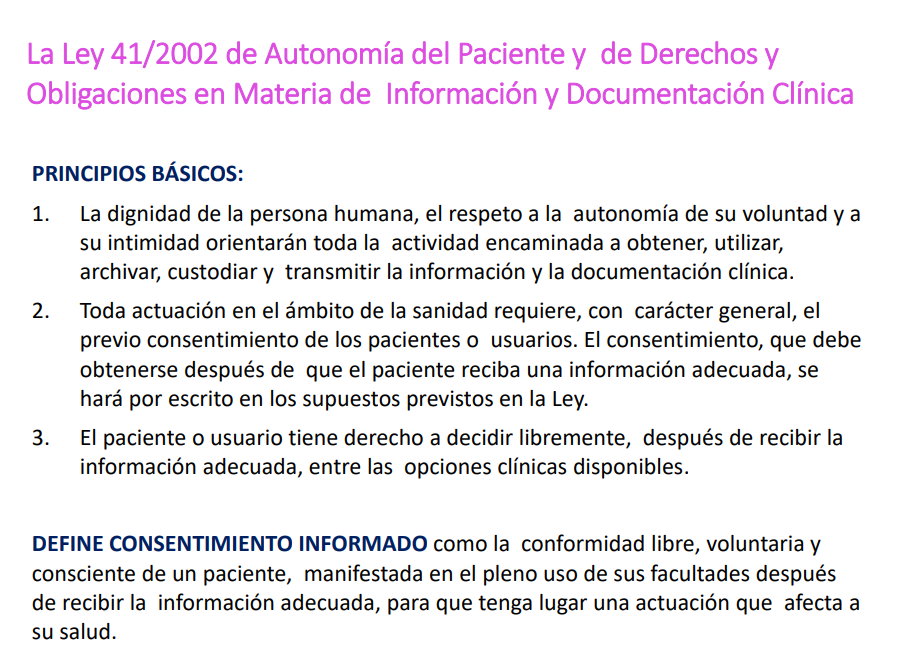 La Ley 41/2002 de Autonomía del Paciente y de Derechos y
Obligaciones en Materia de Información y Documentación Clínica
PRINCIPIOS BÁSICOS:
1. La dignidad de la persona humana, el respeto a la autonomía de su voluntad y a
su intimidad orientarán toda la actividad encaminada a obtener, utilizar,
archivar, custodiar y transmitir la información y la documentación clínica.
2. Toda actuación en el ámbito de la sanidad requiere, con carácter general, el
previo consentimiento de los pacientes o usuarios. El consentimiento, que debe
obtenerse después de que el paciente reciba una información adecuada, se
hará por escrito en los supuestos previstos en la Ley.
3. El paciente o usuario tiene derecho a decidir libremente, después de recibir la
información adecuada, entre las opciones clínicas disponibles.
DEFINE CONSENTIMIENTO INFORMADO como la conformidad libre, voluntaria y
consciente de un paciente, manifestada en el pleno uso de sus facultades después
de recibir la información adecuada, para que tenga lugar una actuación que afecta a
su salud.